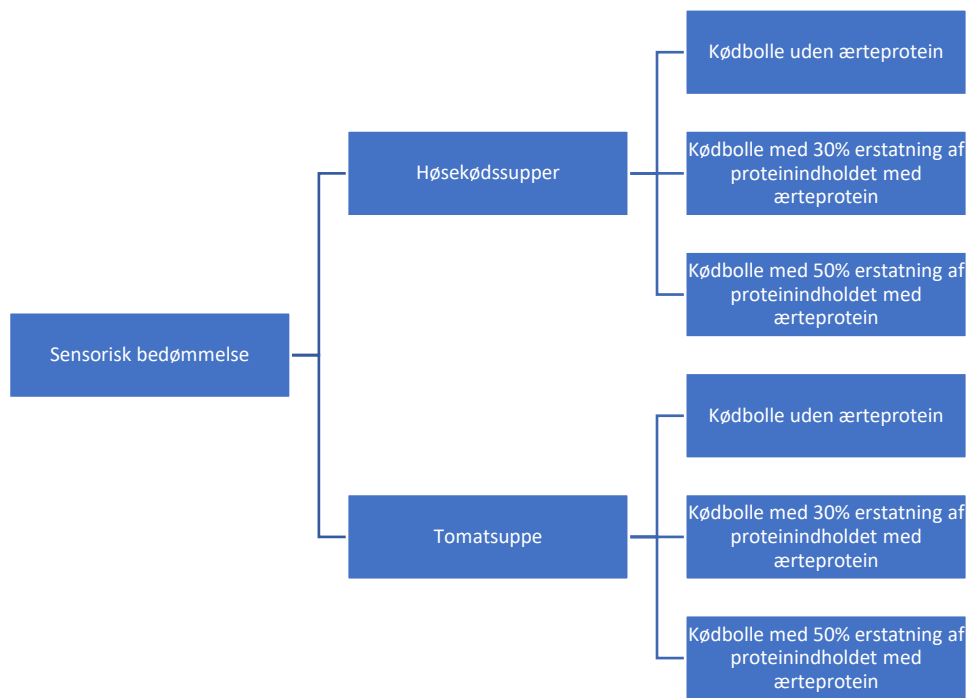 Sensorisk bedømmelse
Høsekødssupper
Kødbolle uden ærteprotein
Kødbolle med 30% erstatning af
proteinindholdet med
ærteprotein
Kødbolle med 50% erstatning af
proteinindholdet med
ærteprotein
Tomatsuppe
Kødbolle uden ærteprotein
Kødbolle med 30% erstatning af
proteinindholdet med
ærteprotein
Kødbolle med 50% erstatning af
proteinindholdet med
ærteprotein